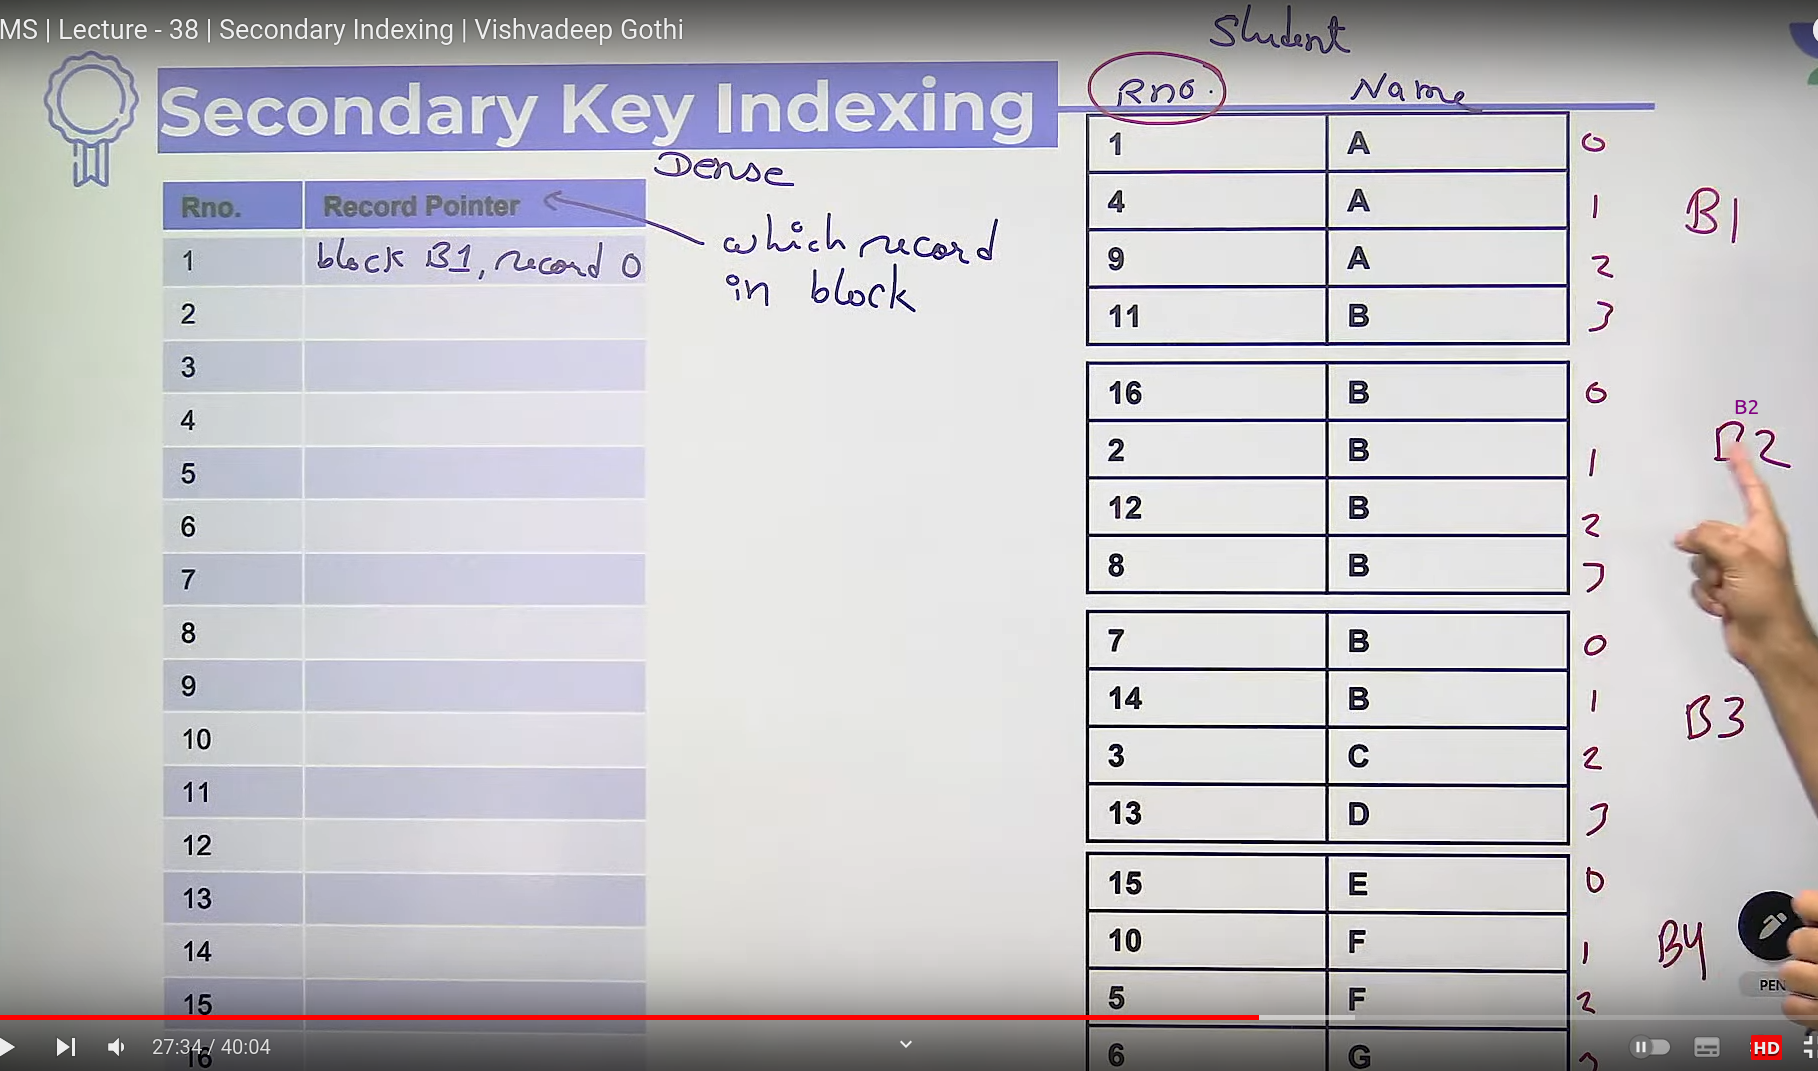 MS | Lecture - 38 | Secondary Indexing | Vishvadeep Gothi
Secondary Key Indexing
Dense
Rno. Record Pointer
which record
in block
1 block B1, record 0
2
3
4
5
6
7
8
9
10
11
12
13
14
15
16
Student
Rno. Name
1 A 0
4 A 1
9 A 2
11 B 3
B1
16 B 0
2 B 1
12 B 2
8 B 3
B2
B2
7 B 0
14 B 1
3 C 2
13 D 3
B3
15 E 0
10 F 1
5 F 2
6 G
B4
PEN
27:34 / 40:04
HD